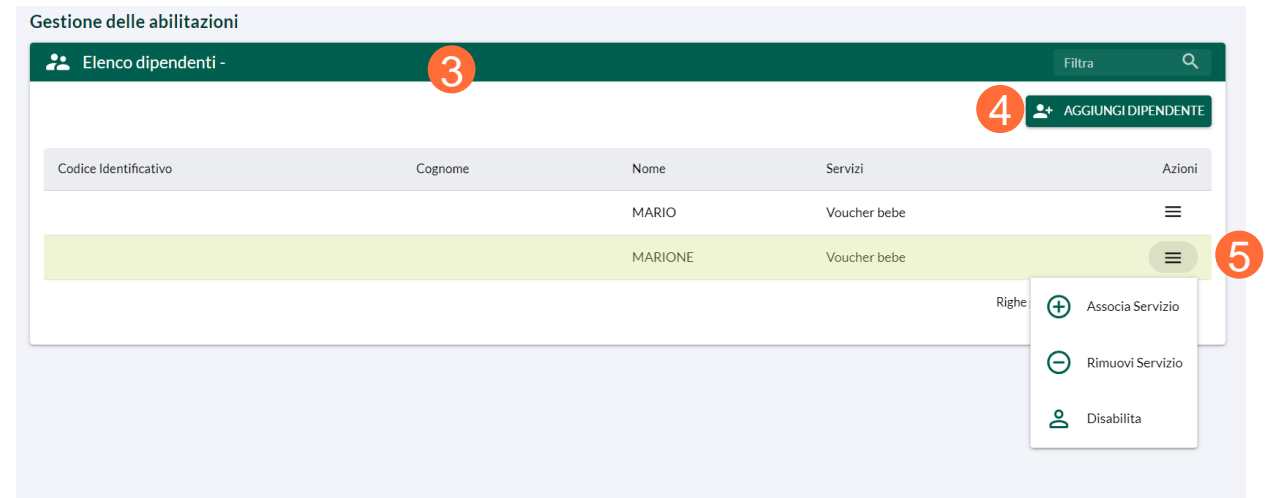 Gestione delle abilitazioni
Elenco dipendenti -
3
Filtra
4
AGGIUNGI DIPENDENTE
Codice Identificativo Cognome Nome Servizi Azioni
MARIO Voucher bebe
MARIONE Voucher bebe
5
Righe
Associa Servizio
Rimuovi Servizio
Disabilita